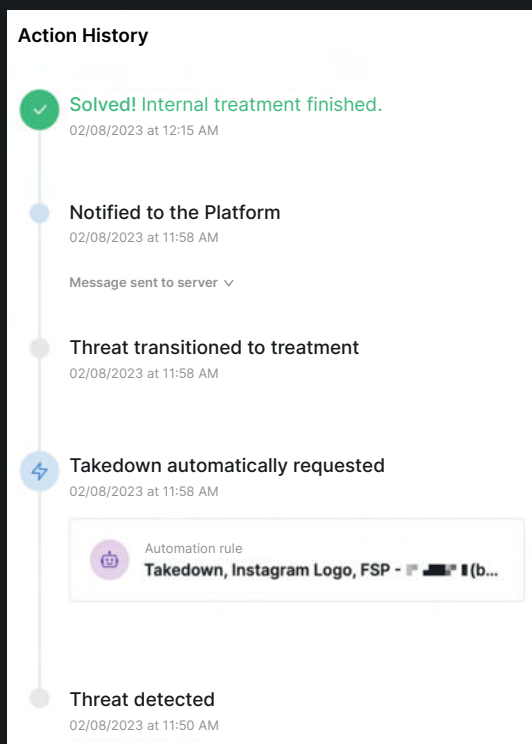 Action History
Solved! Internal treatment finished.
02/08/2023 at 12:15 AM
Notified to the Platform
02/08/2023 at 11:58 AM
Message sent to server
Threat transitioned to treatment
02/08/2023 at 11:58 AM
Takedown automatically requested
02/08/2023 at 11:58 AM
Automation rule
Takedown, Instagram Logo, FSP - (b...
Threat detected
02/08/2023 at 11:50 AM